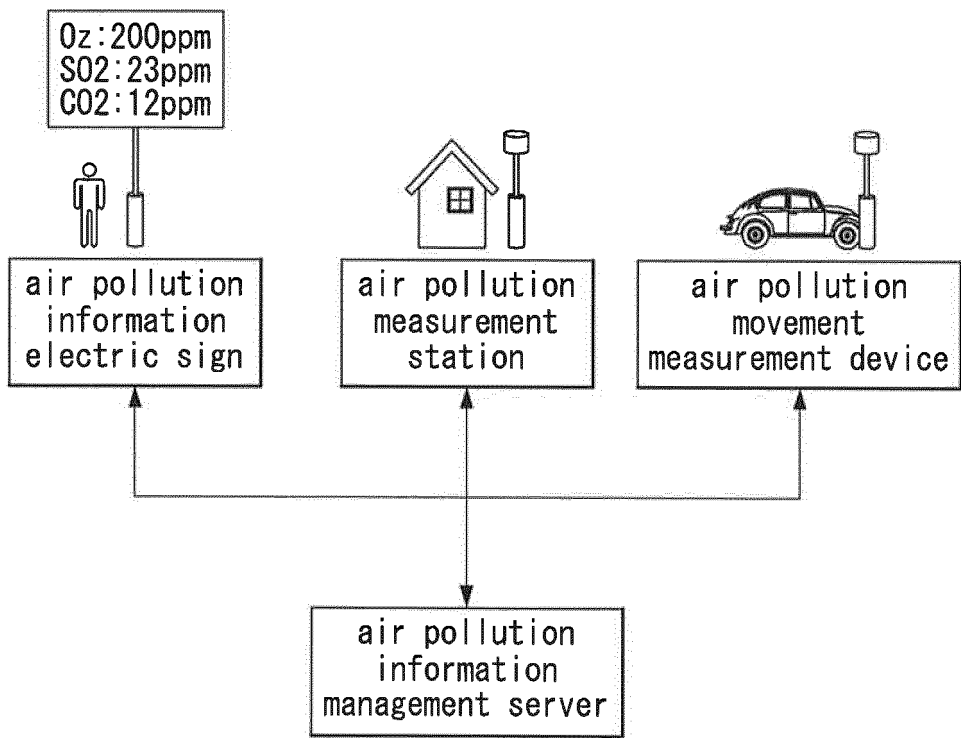 Oz:200ppm
SO2:23ppm
CO2:12ppm
air pollution
information
electric sign
air pollution
measurement
station
air pollution
movement
measurement device
air pollution
information
management server